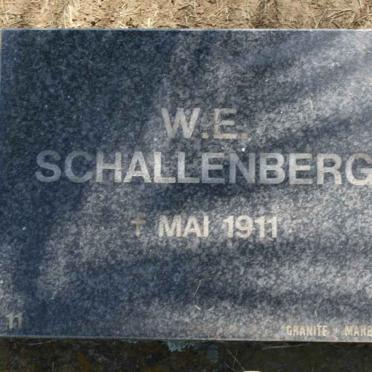 W.E.
SCHALLENBERG
† MAI 1911
11
GRANITE - MARB